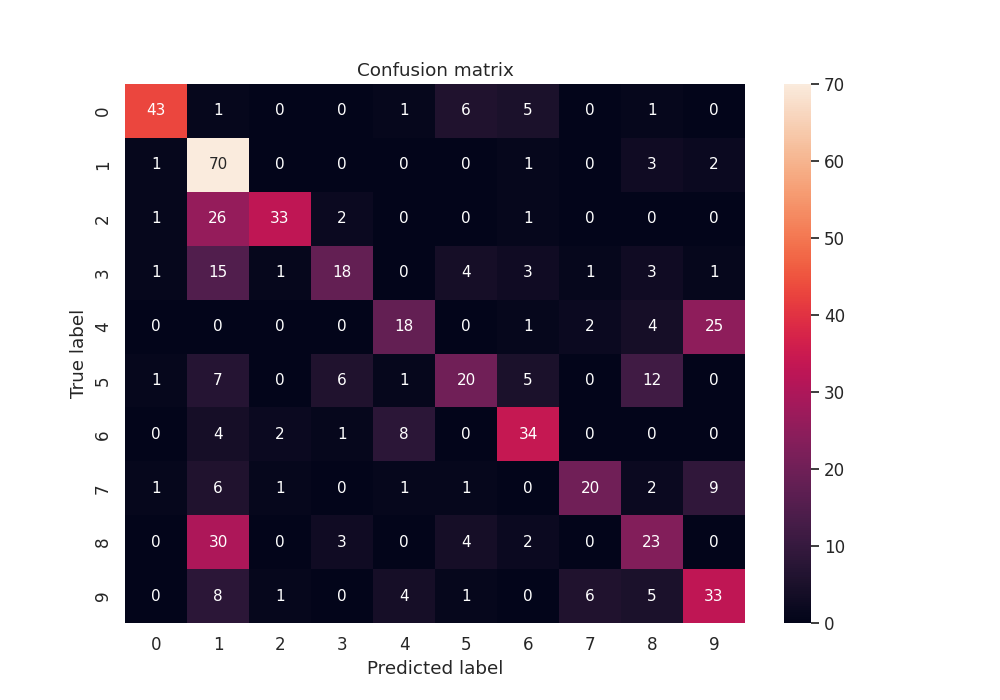 Confusion matrix
0 43 1 0 0 1 6 5 0 1 0
1 1 70 0 0 0 0 1 0 3 2
2 1 26 33 2 0 0 1 0 0 0
3 1 15 1 18 0 4 3 1 3 1
4 0 0 0 0 18 0 1 2 4 25
5 1 7 0 6 1 20 5 0 12 0
6 0 4 2 1 8 0 34 0 0 0
7 1 6 1 0 1 1 0 20 2 9
8 0 30 0 3 0 4 2 0 23 0
9 0 8 1 0 4 1 0 6 5 33
0 1 2 3 4 5 6 7 8 9
Predicted label
True label
70
60
50
40
30
20
10
0